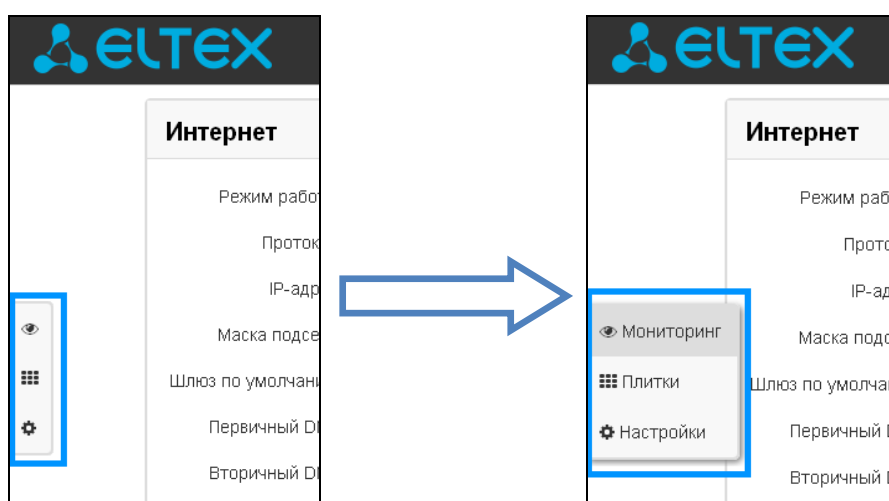 ELTEX
Интернет
Режим рабо
Проток
IP-адр
Маска подсе
Шлюз по умолчани
Первичный D
Вторичный D
ELTEX
Интернет
Режим раб
Прото
IP-ад
Мониторинг
Маска подс
Плитки
Шлюз по умолча
Настройки
Первичный
Вторичный